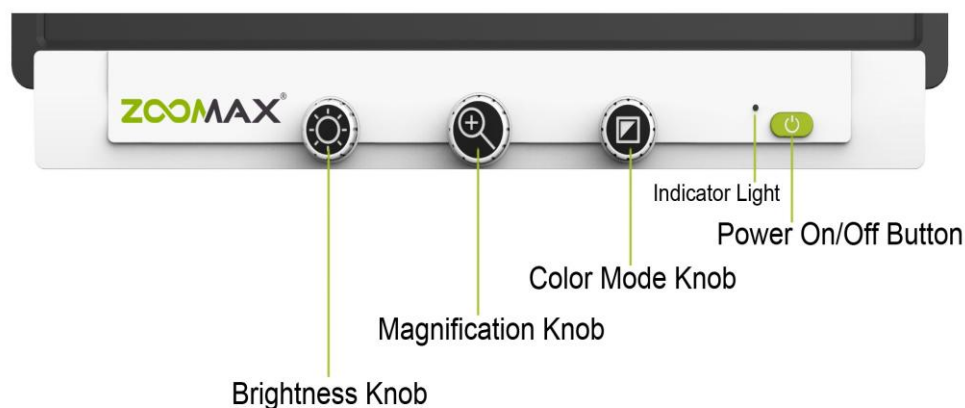 ZOOMAX®
Indicator Light
Power On/Off Button
Color Mode Knob
Magnification Knob
Brightness Knob